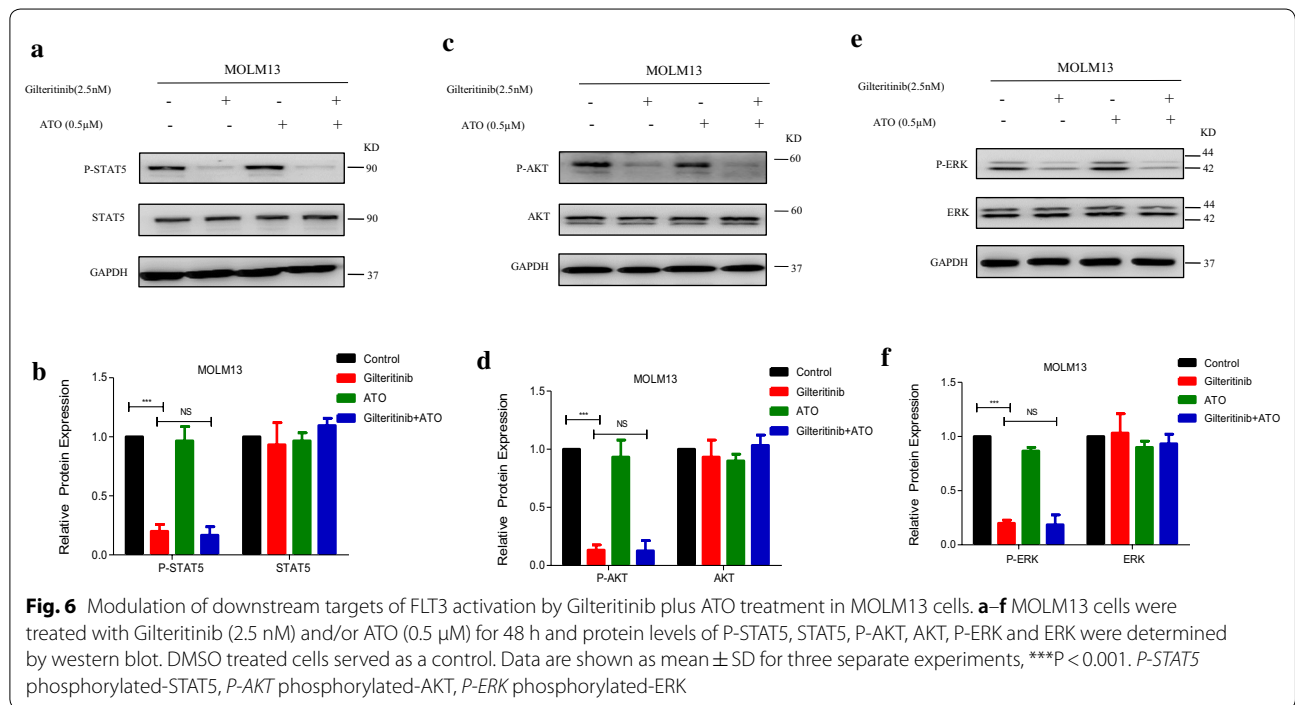 a
MOLM13
Gilteritinib(2.5nM)
- + - +
ATO (0.5μM)
- - + +
KD
P-STAT5
90
STAT5
90
GAPDH
37
c
MOLM13
Gilteritinib(2.5nM)
- + - +
ATO (0.5μM)
- - + +
KD
P-AKT
60
AKT
60
GAPDH
37
e
MOLM13
Gilteritinib(2.5nM)
- + - +
ATO (0.5μM)
- - + +
KD
P-ERK
44
42
ERK
44
42
GAPDH
37
b
MOLM13
Control
Gilteritinib
ATO
Gilteritinib+ATO
Relative Protein Expression
1.5
1.0
0.5
0.0
***
NS
P-STAT5 STAT5
d
MOLM13
Control
Gilteritinib
ATO
Gilteritinib+ATO
Relative Protein Expression
1.5
1.0
0.5
0.0
***
NS
P-AKT AKT
f
MOLM13
Control
Gilteritinib
ATO
Gilteritinib+ATO
Relative Protein Expression
1.5
1.0
0.5
0.0
***
NS
P-ERK ERK
Fig. 6 Modulation of downstream targets of FLT3 activation by Gilteritinib plus ATO treatment in MOLM13 cells. a–f MOLM13 cells were
treated with Gilteritinib (2.5 nM) and/or ATO (0.5 μM) for 48 h and protein levels of P-STAT5, STAT5, P-AKT, AKT, P-ERK and ERK were determined
by western blot. DMSO treated cells served as a control. Data are shown as mean ± SD for three separate experiments, ***P < 0.001. P-STAT5
phosphorylated-STAT5, P-AKT phosphorylated-AKT, P-ERK phosphorylated-ERK